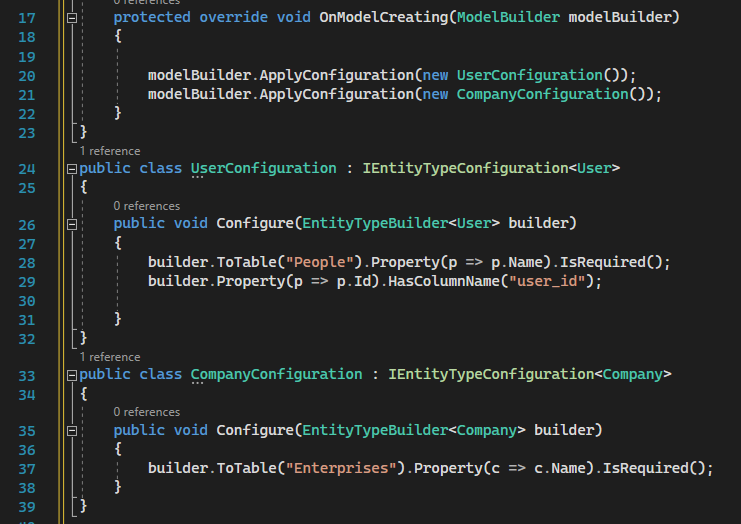 0 references
17 protected override void OnModelCreating(ModelBuilder modelBuilder)
18 {
19
20 modelBuilder.ApplyConfiguration(new UserConfiguration());
21 modelBuilder.ApplyConfiguration(new CompanyConfiguration());
22 }
23 }
1 reference
24 public class UserConfiguration : IEntityTypeConfiguration<User>
25 {
0 references
26 public void Configure(EntityTypeBuilder<User> builder)
27 {
28 builder.ToTable("People").Property(p => p.Name).IsRequired();
29 builder.Property(p => p.Id).HasColumnName("user_id");
30
31 }
32 }
1 reference
33 public class CompanyConfiguration : IEntityTypeConfiguration<Company>
34 {
0 references
35 public void Configure(EntityTypeBuilder<Company> builder)
36 {
37 builder.ToTable("Enterprises").Property(c => c.Name).IsRequired();
38 }
39 }